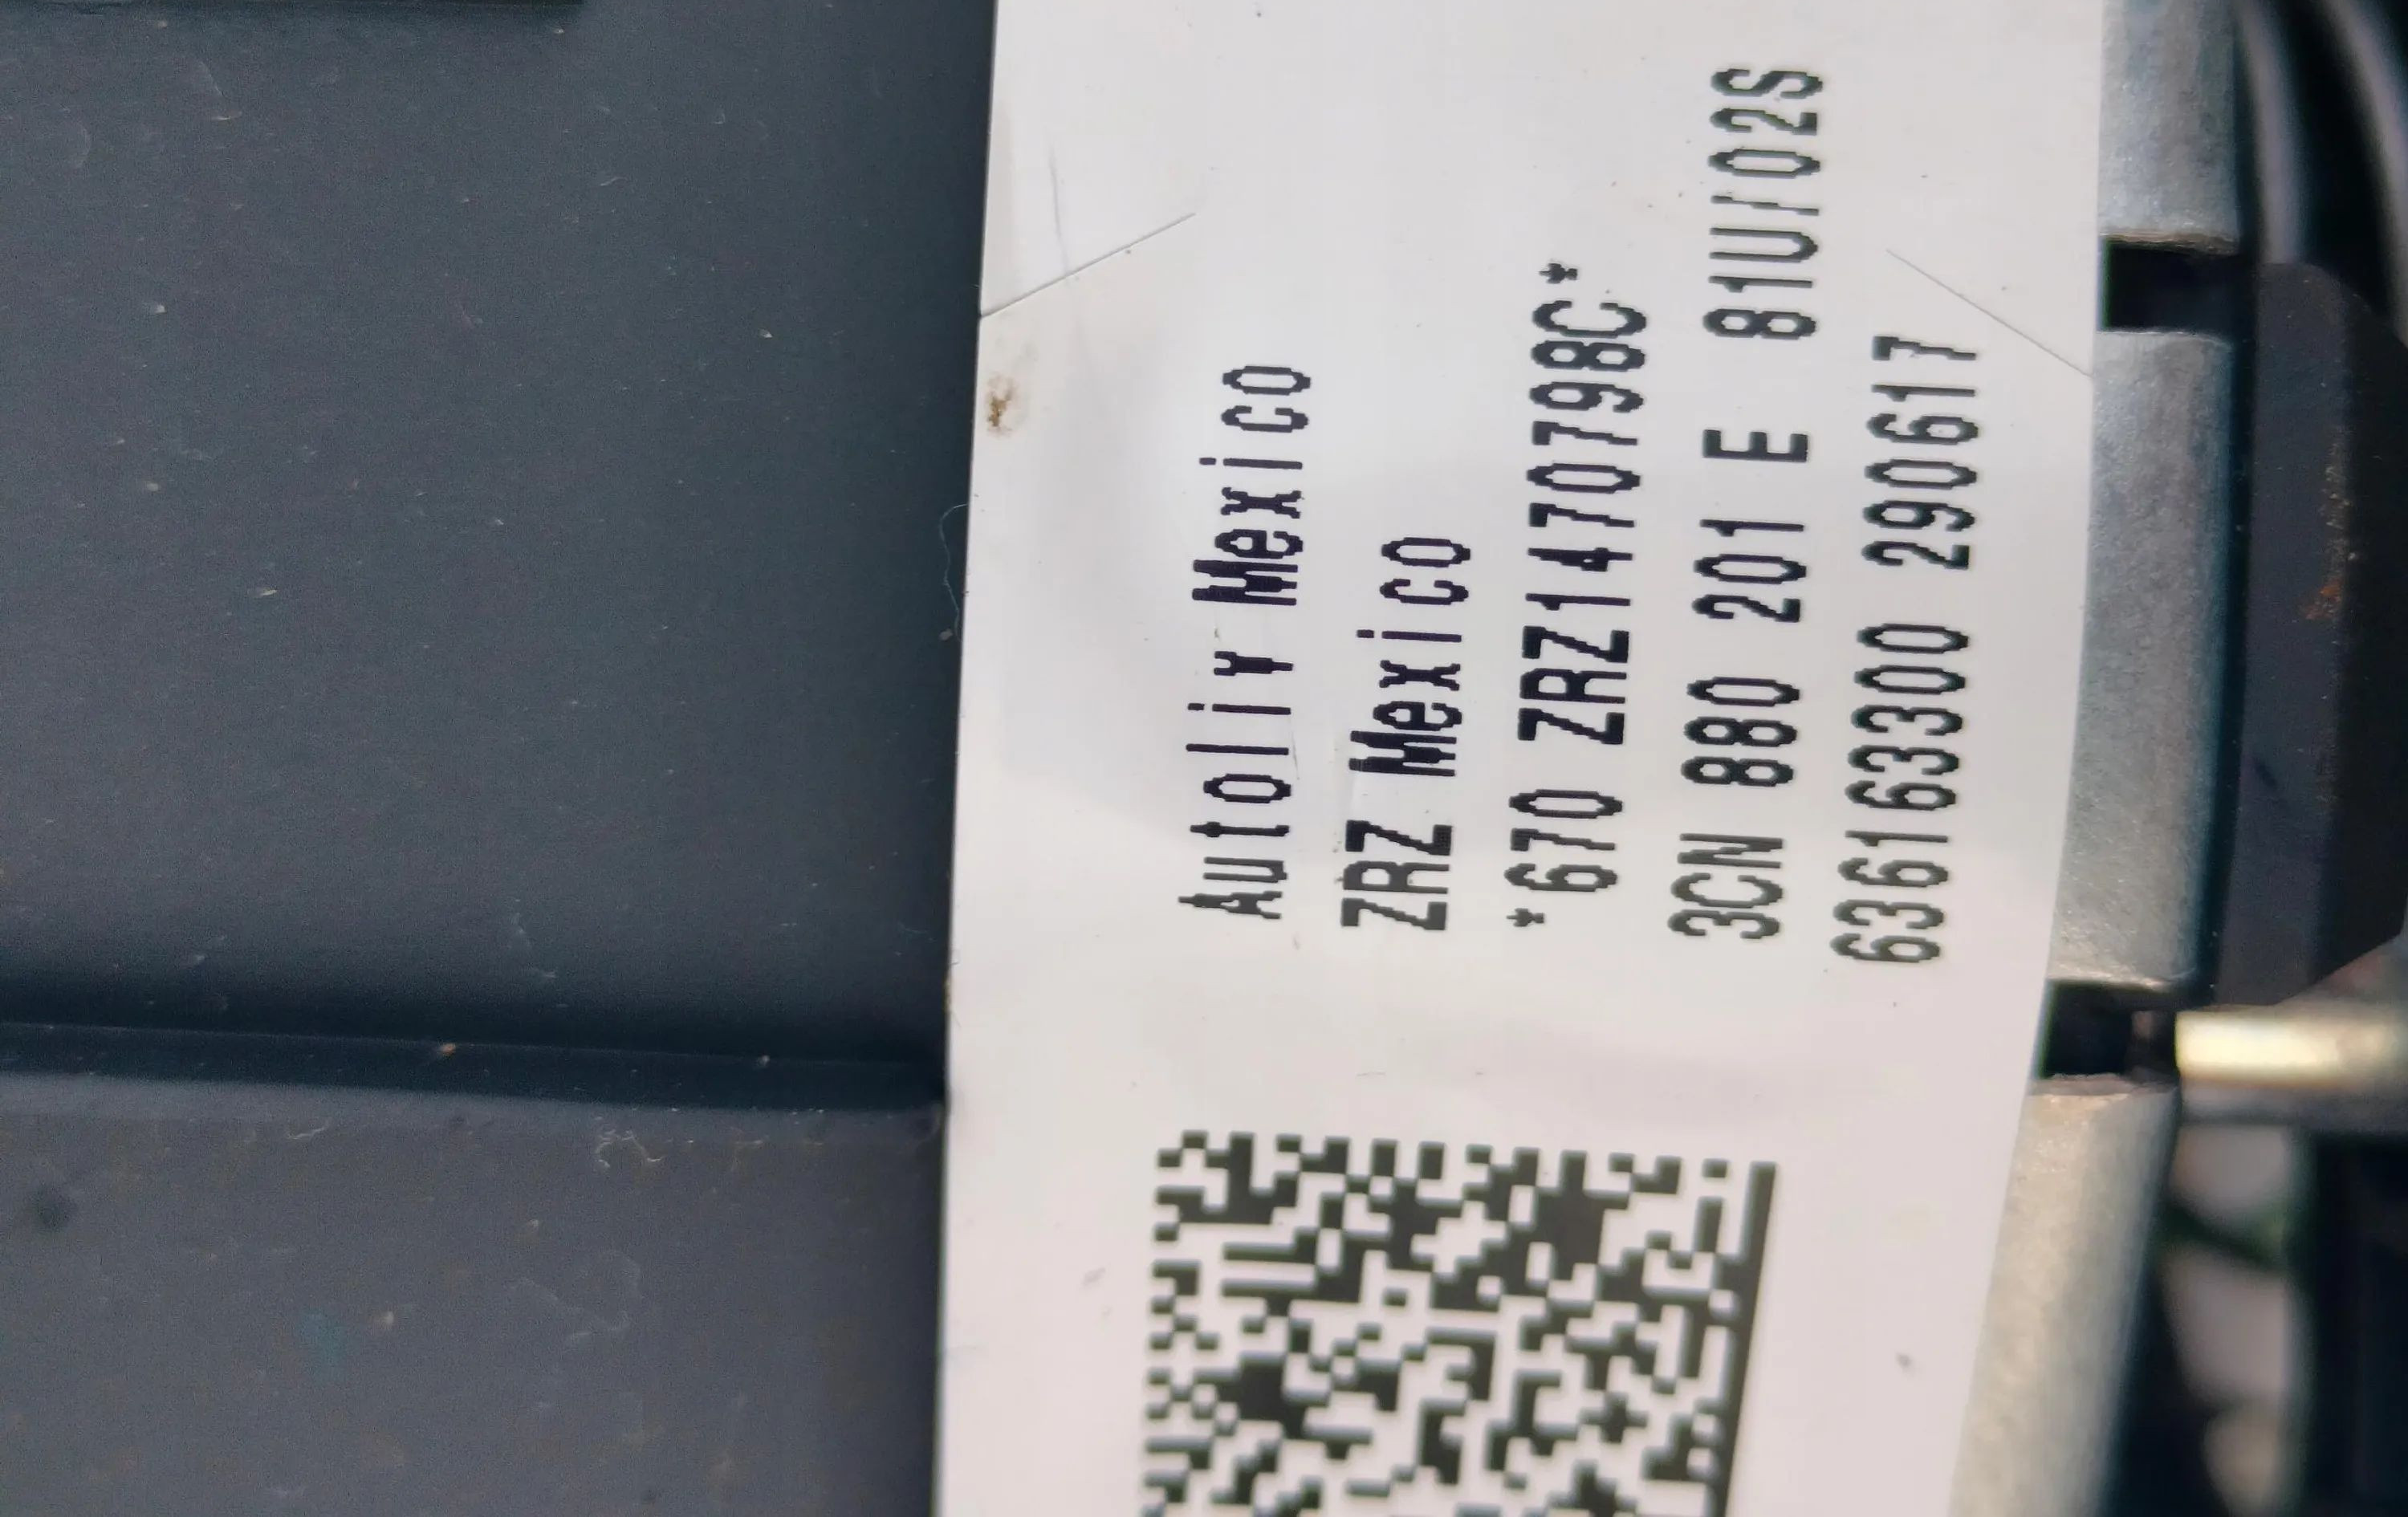 Autoliv Mexico
ZRZ Mexico
*670 ZRZ1470798C*
3CN 880 201 E 81U/02S
636163300 290617